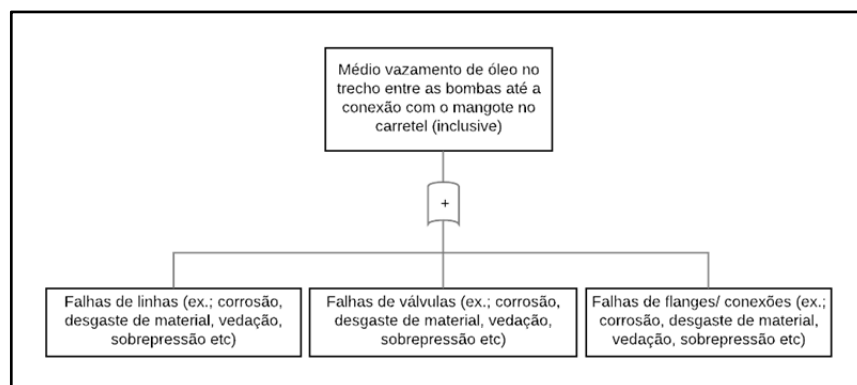 Médio vazamento de óleo no
trecho entre as bombas até a
conexão com o mangote no
carretel (inclusive)
+
Falhas de linhas (ex.; corrosão,
desgaste de material, vedação,
sobrepressão etc)
Falhas de válvulas (ex.; corrosão,
desgaste de material, vedação,
sobrepressão etc)
Falhas de flanges/ conexões (ex.;
corrosão, desgaste de material,
vedação, sobrepressão etc)